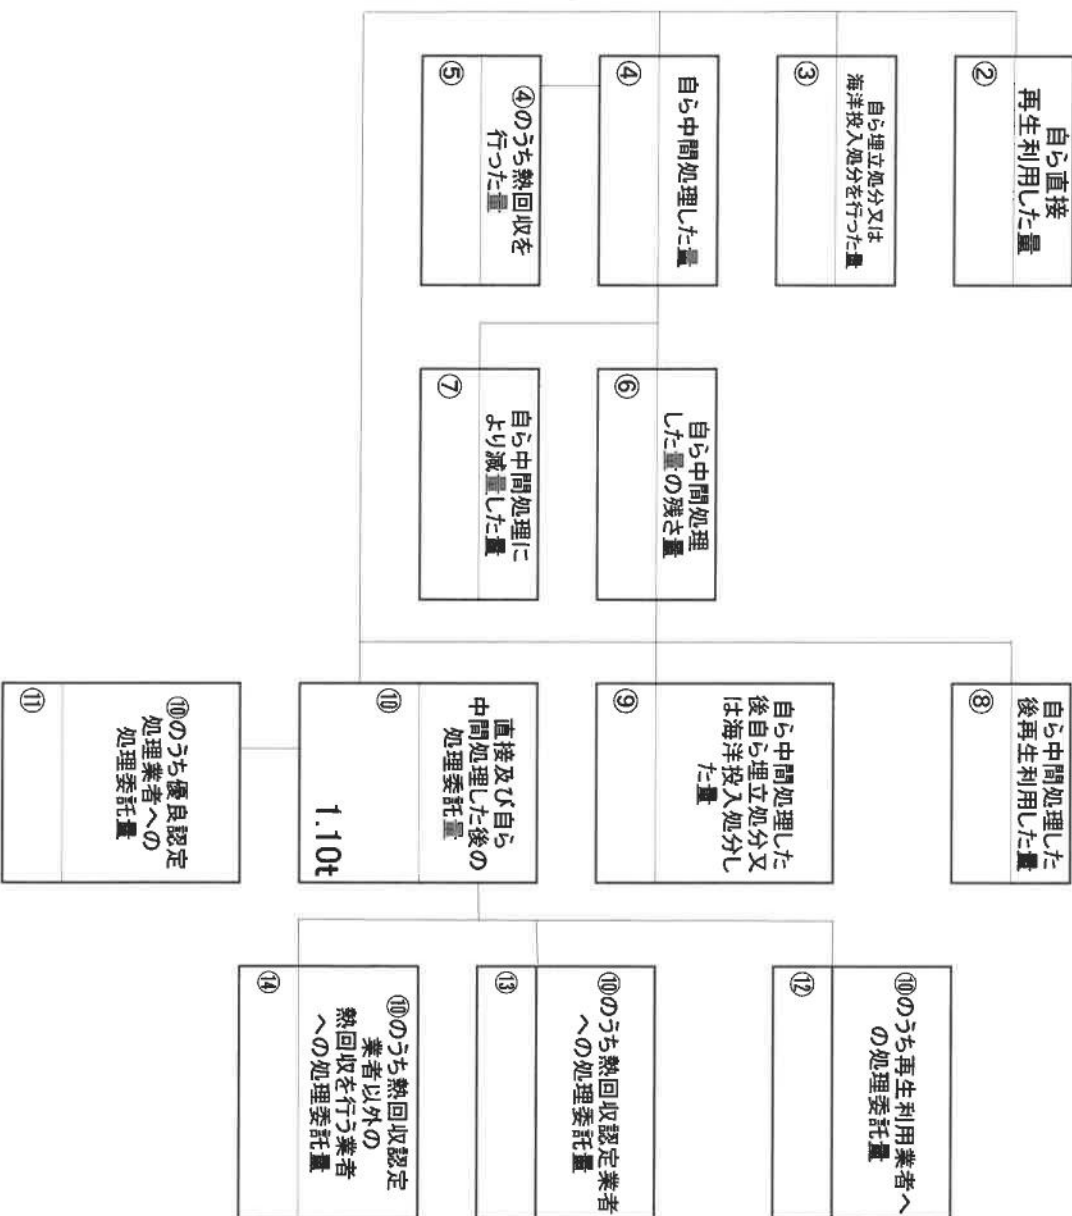 自ら直接
再生利用した量
②
自ら埋立処分又は
海洋投入処分を行った量
③
自ら中間処理した量
④
④のうち熱回収を
行った量
⑤
自ら中間処理
した量の残さ量
⑥
自ら中間処理に
より減量した量
⑦
自ら中間処理した
後再生利用した量
⑧
自ら中間処理した
後自ら埋立処分又
は海洋投入処分し
た量
⑨
直接及び自ら
中間処理した後の
処理委託量
⑩
1.10t
⑩のうち優良認定
処理業者への
処理委託量
⑪
⑩のうち再生利用業者へ
の処理委託量
⑫
⑩のうち熱回収認定業者
への処理委託量
⑬
⑩のうち熱回収認定
業者以外の
熱回収を行う業者
への処理委託量
⑭